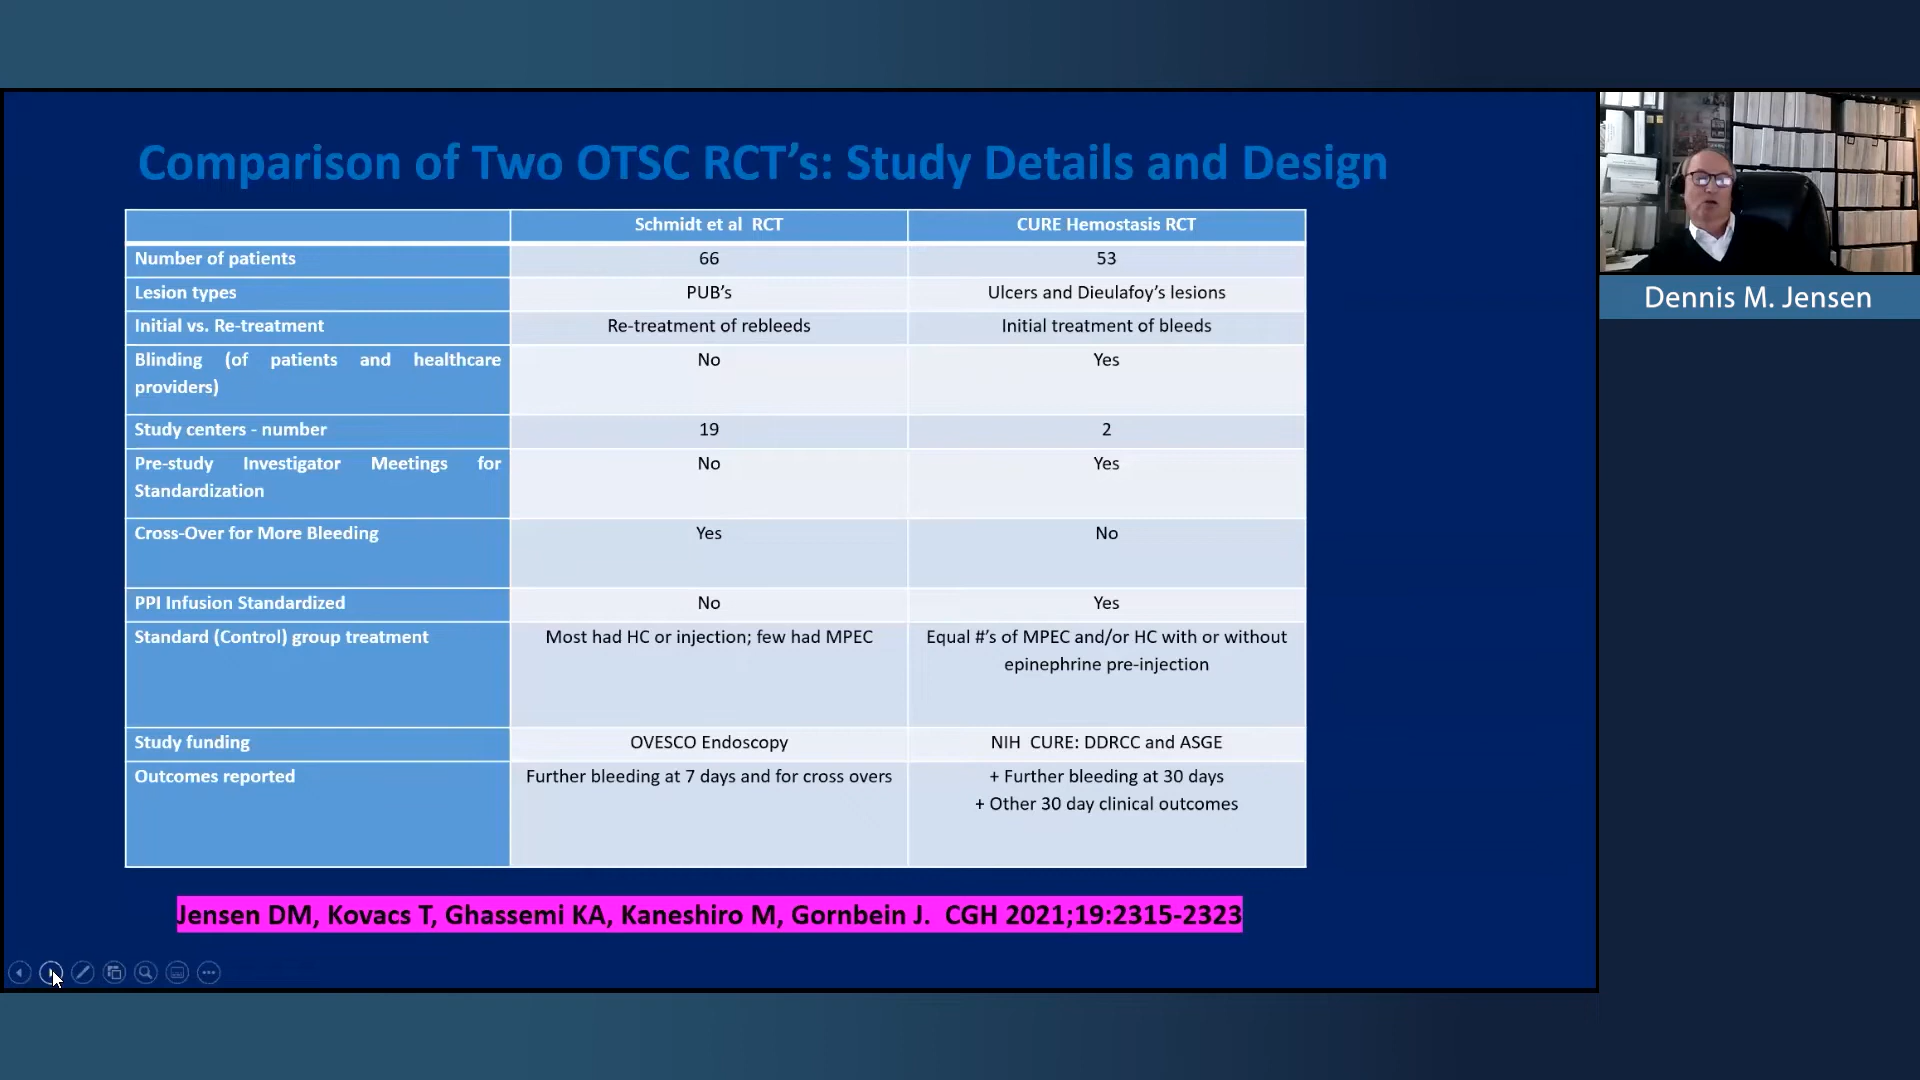 Comparison of Two OTSC RCT’s: Study Details and Design
Schmidt et al RCT
CURE Hemostasis RCT
Number of patients
66
53
Lesion types
PUB’s
Ulcers and Dieulafoy’s lesions
Initial vs. Re-treatment
Re-treatment of rebleeds
Initial treatment of bleeds
Blinding (of patients and healthcare
providers)
No
Yes
Study centers - number
19
2
Pre-study Investigator Meetings for
Standardization
No
Yes
Cross-Over for More Bleeding
Yes
No
PPI Infusion Standardized
No
Yes
Standard (Control) group treatment
Most had HC or injection; few had MPEC
Equal #’s of MPEC and/or HC with or without
epinephrine pre-injection
Study funding
OVESCO Endoscopy
NIH CURE: DDRCC and ASGE
Outcomes reported
Further bleeding at 7 days and for cross overs
+ Further bleeding at 30 days
+ Other 30 day clinical outcomes
Jensen DM, Kovacs T, Ghassemi KA, Kaneshiro M, Gornbein J. CGH 2021;19:2315-2323
Dennis M. Jensen